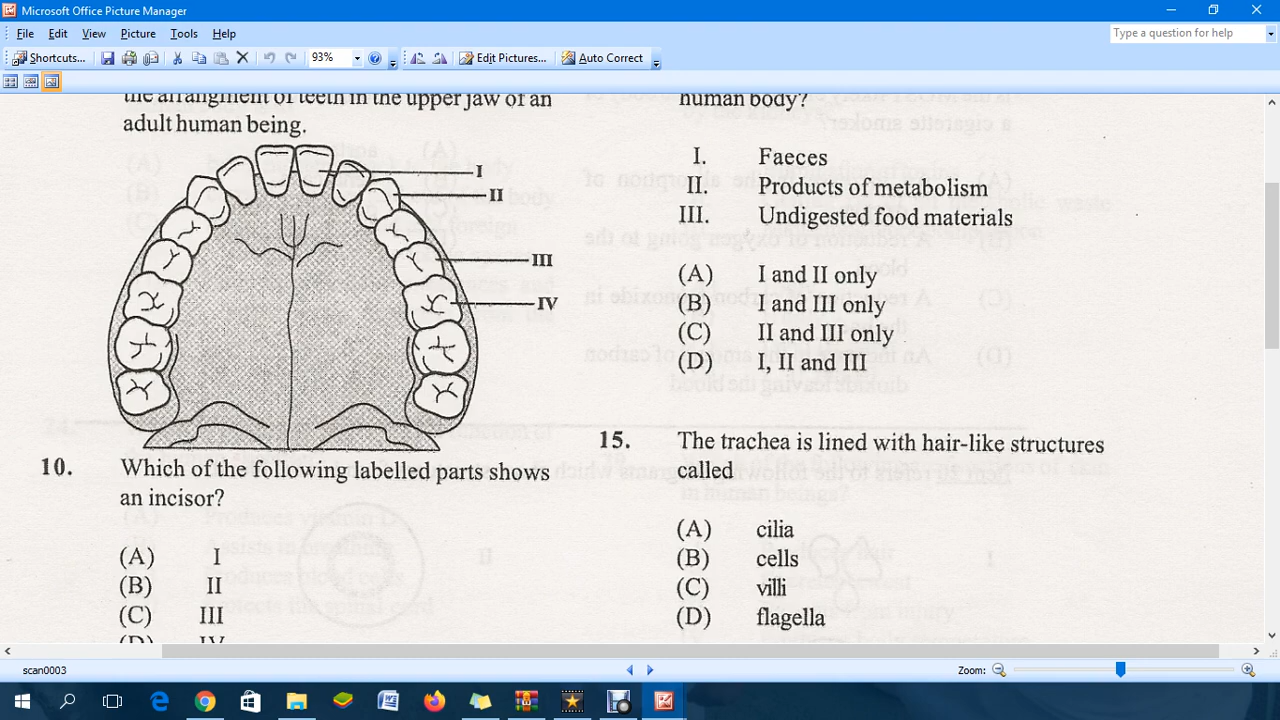 Microsoft Office Picture Manager
File Edit View Picture Tools Help
Type a question for help
Shortcuts... 93% Edit Pictures... Auto Correct
the arrangment of teeth in the upper jaw of an
adult human being.
I
II
III
IV
10. Which of the following labelled parts shows
an incisor?
(A) I
(B) II
(C) III
(D) IV
human body?
I. Faeces
II. Products of metabolism
III. Undigested food materials
(A) I and II only
(B) I and III only
(C) II and III only
(D) I, II and III
15. The trachea is lined with hair-like structures
called
(A) cilia
(B) cells
(C) villi
(D) flagella
scan0003
Zoom: